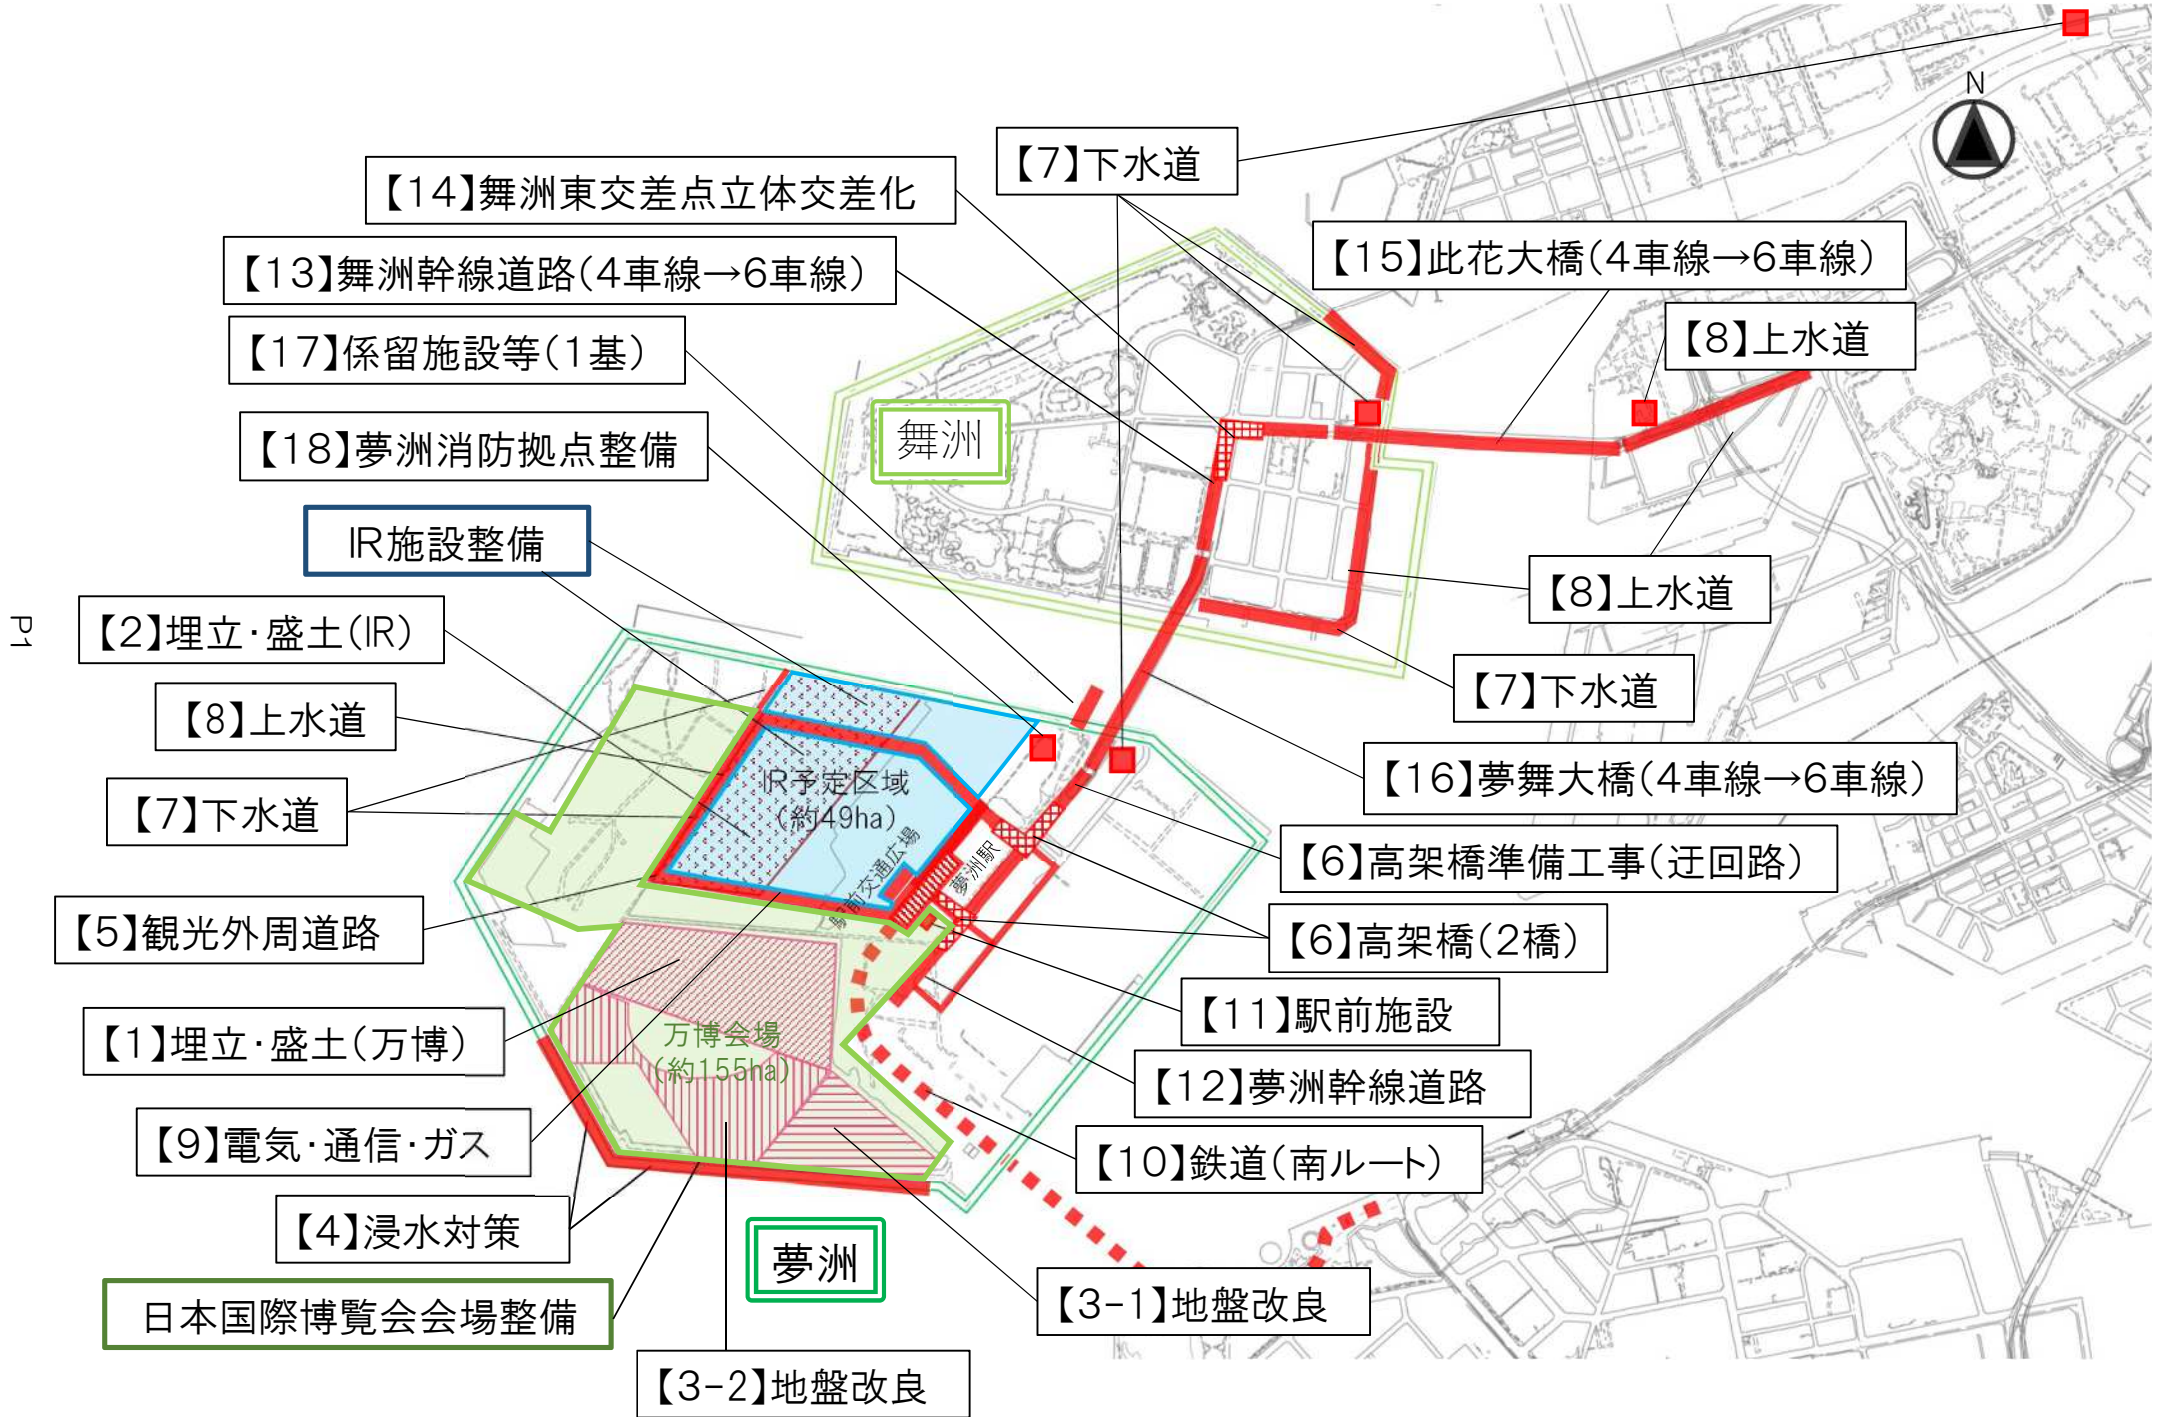 N
【7】下水道
【14】舞洲東交差点立体交差化
【15】此花大橋(4車線→6車線)
【13】舞洲幹線道路(4車線→6車線)
【8】上水道
【17】係留施設等(1基)
舞洲
【18】夢洲消防拠点整備
IR施設整備
【8】上水道
【2】埋立・盛土(IR)
P1
【7】下水道
【8】上水道
【16】夢舞大橋(4車線→6車線)
IR予定区域
(約49ha)
【7】下水道
駅前交通広場
夢洲駅
【6】高架橋準備工事(迂回路)
【5】観光外周道路
【6】高架橋(2橋)
【11】駅前施設
【1】埋立・盛土(万博)
万博会場
(約155ha)
【12】夢洲幹線道路
【9】電気・通信・ガス
【10】鉄道(南ルート)
【4】浸水対策
夢洲
日本国際博覧会会場整備
【3-1】地盤改良
【3-2】地盤改良